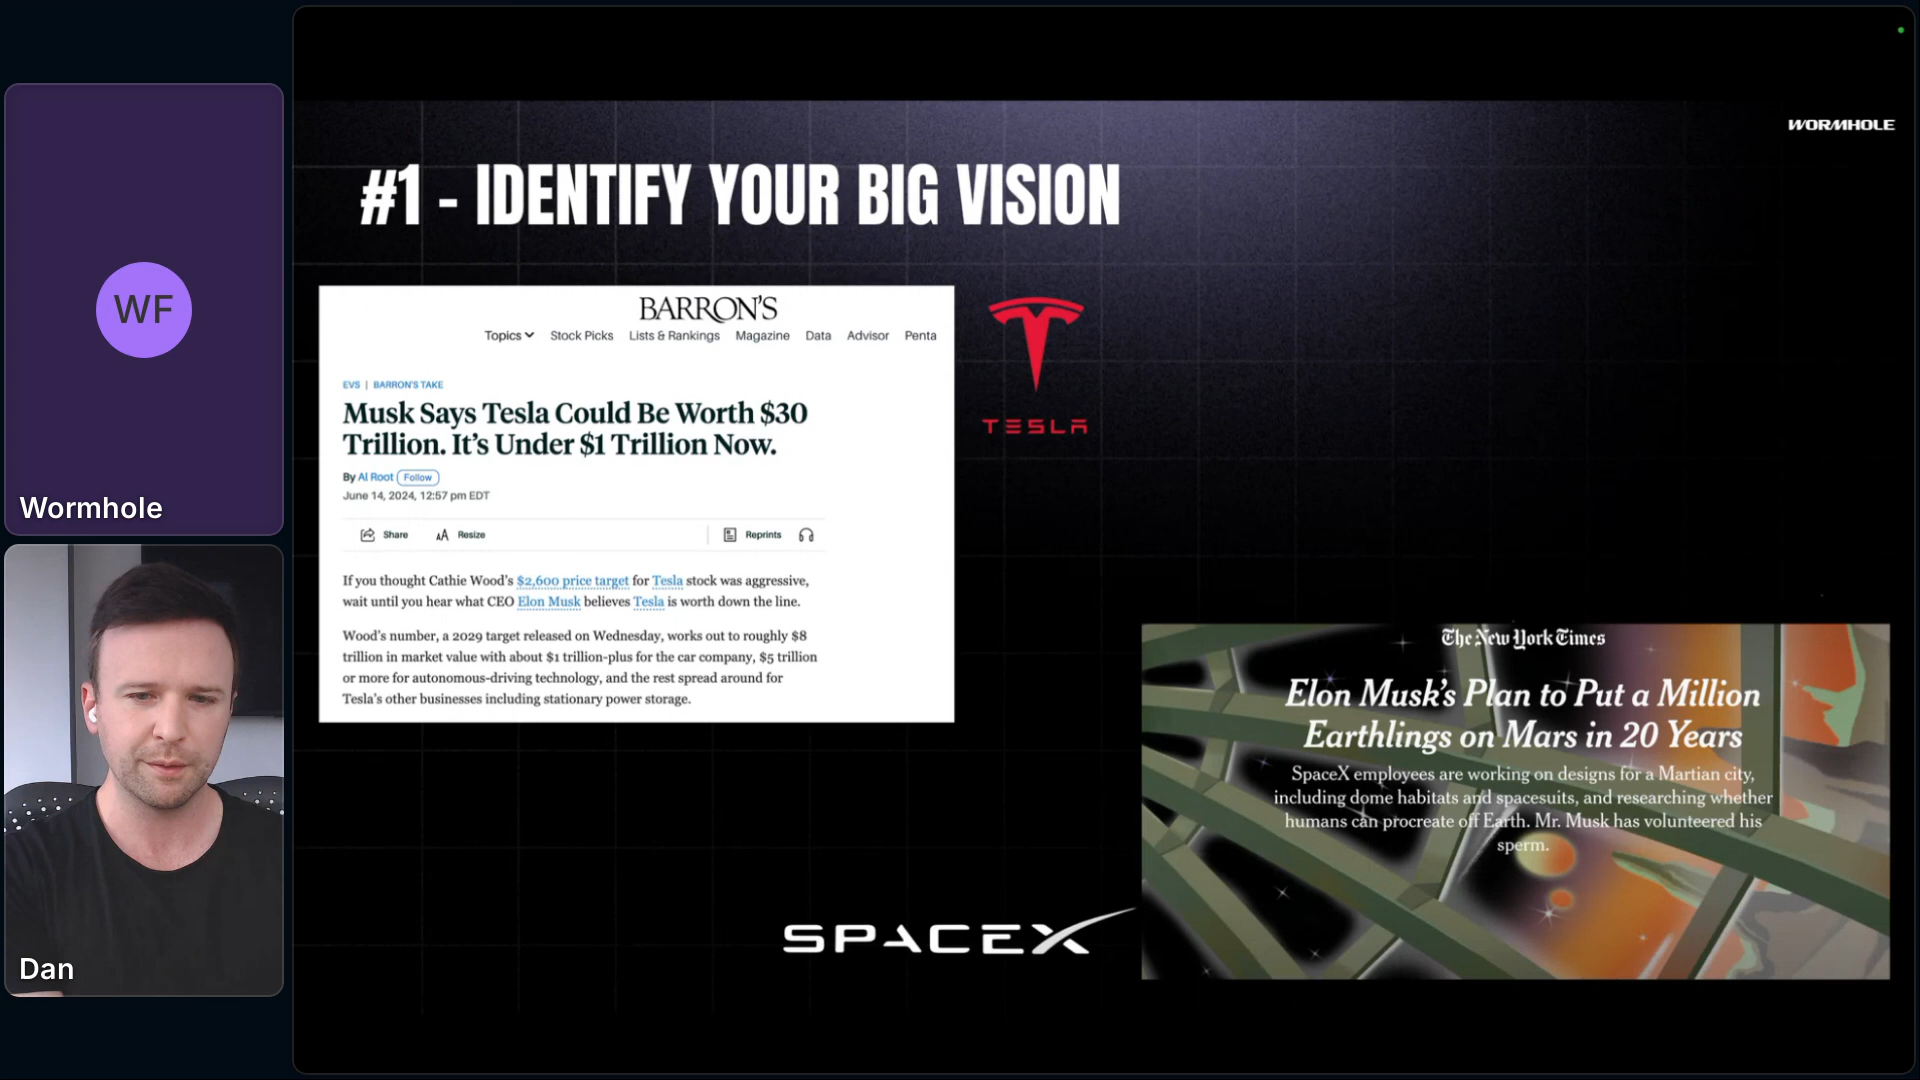 WF
Wormhole
Dan
WORMHOLE
#1 - IDENTIFY YOUR BIG VISION
BARRON'S
Topics Stock Picks Lists & Rankings Magazine Data Advisor Penta
EVS | BARRON'S TAKE
Musk Says Tesla Could Be Worth $30
Trillion. It's Under $1 Trillion Now.
By Al Root Follow
June 14, 2024, 12:57 pm EDT
Share AA Resize Reprints
If you thought Cathie Wood's $2,600 price target for Tesla stock was aggressive,
wait until you hear what CEO Elon Musk believes Tesla is worth down the line.
Wood's number, a 2029 target released on Wednesday, works out to roughly $8
trillion in market value with about $1 trillion-plus for the car company, $5 trillion
or more for autonomous-driving technology, and the rest spread around for
Tesla's other businesses including stationary power storage.
TESLA
The New York Times
Elon Musk's Plan to Put a Million
Earthlings on Mars in 20 Years
SpaceX employees are working on designs for a Martian city,
including dome habitats and spacesuits, and researching whether
humans can procreate off Earth. Mr. Musk has volunteered his
sperm.
SPACEX